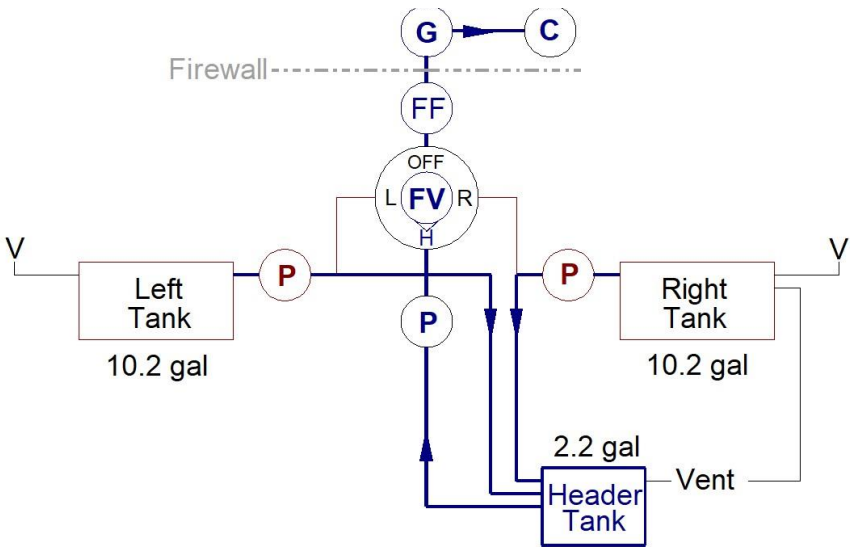 G
C
Firewall
FF
OFF
L
FV
R
H
V
V
P
P
Left
Tank
Right
Tank
P
10.2 gal
10.2 gal
2.2 gal
Header
Tank
Vent